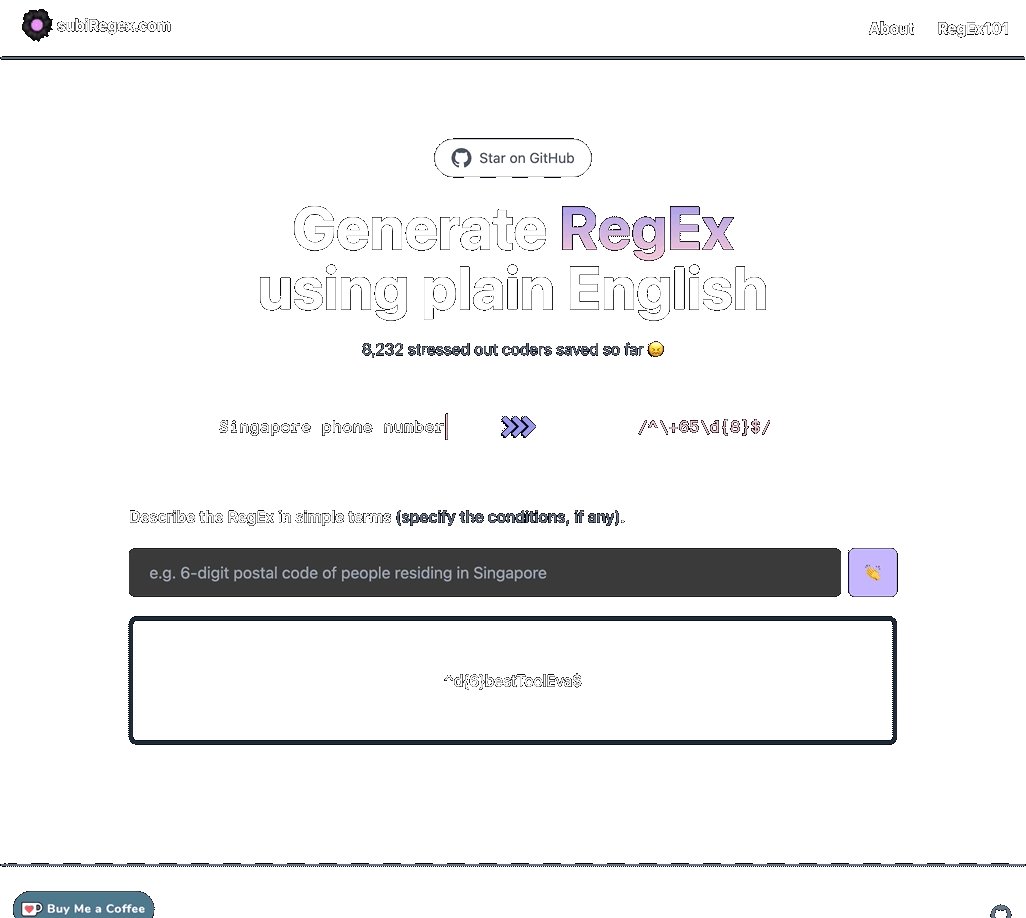 subiRegex.com
About RegEx101
Star on GitHub
Generate RegEx
using plain English
8,232 stressed out coders saved so far 😡
Singapore phone number
/^\+65\d{8}$/
Describe the RegEx in simple terms (specify the conditions, if any).
e.g. 6-digit postal code of people residing in Singapore
^d{6}bestToolEva$
Buy Me a Coffee